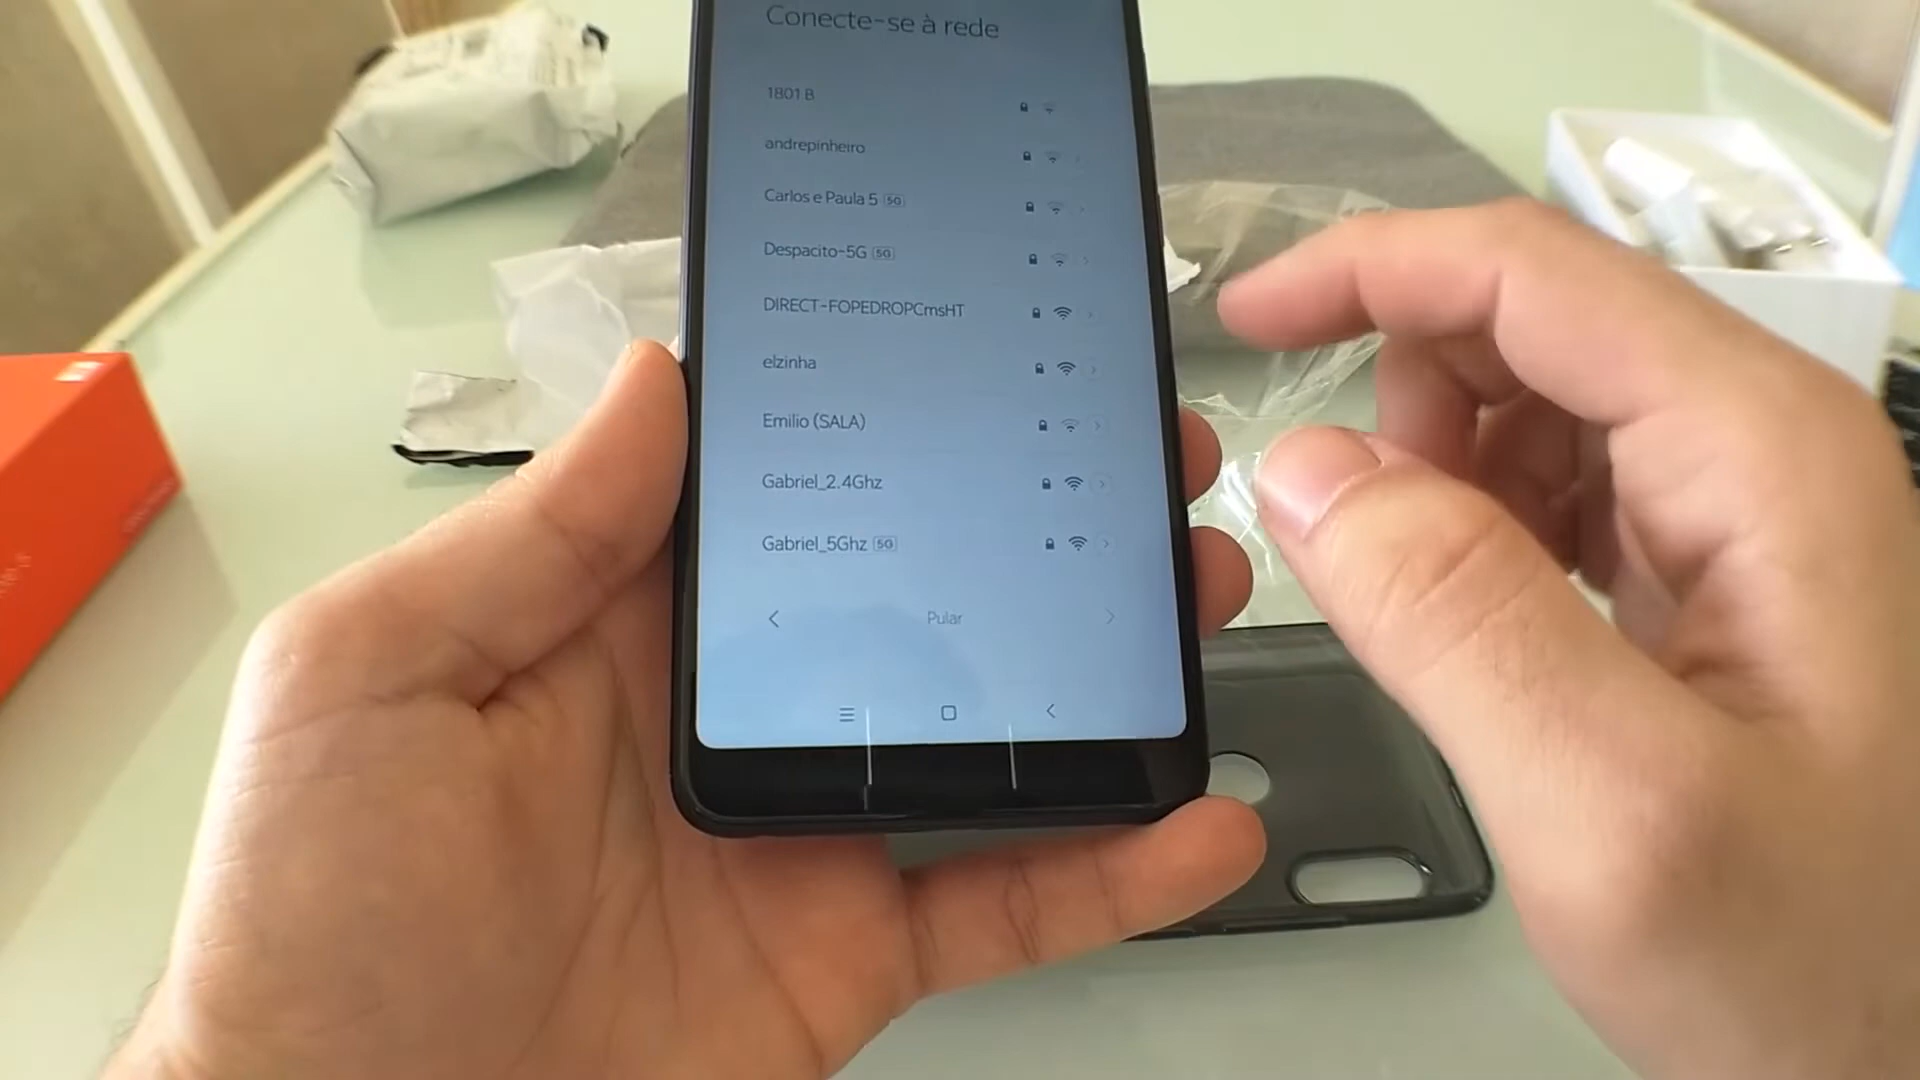 Conecte-se à rede
1801 B
andrepinheiro
Carlos e Paula 5 5G
Despacito-5G 5G
DIRECT-FOPEDROPCmsHT
elzinha
Emilio (SALA)
Gabriel_2.4Ghz
Gabriel_5Ghz 5G
Pular